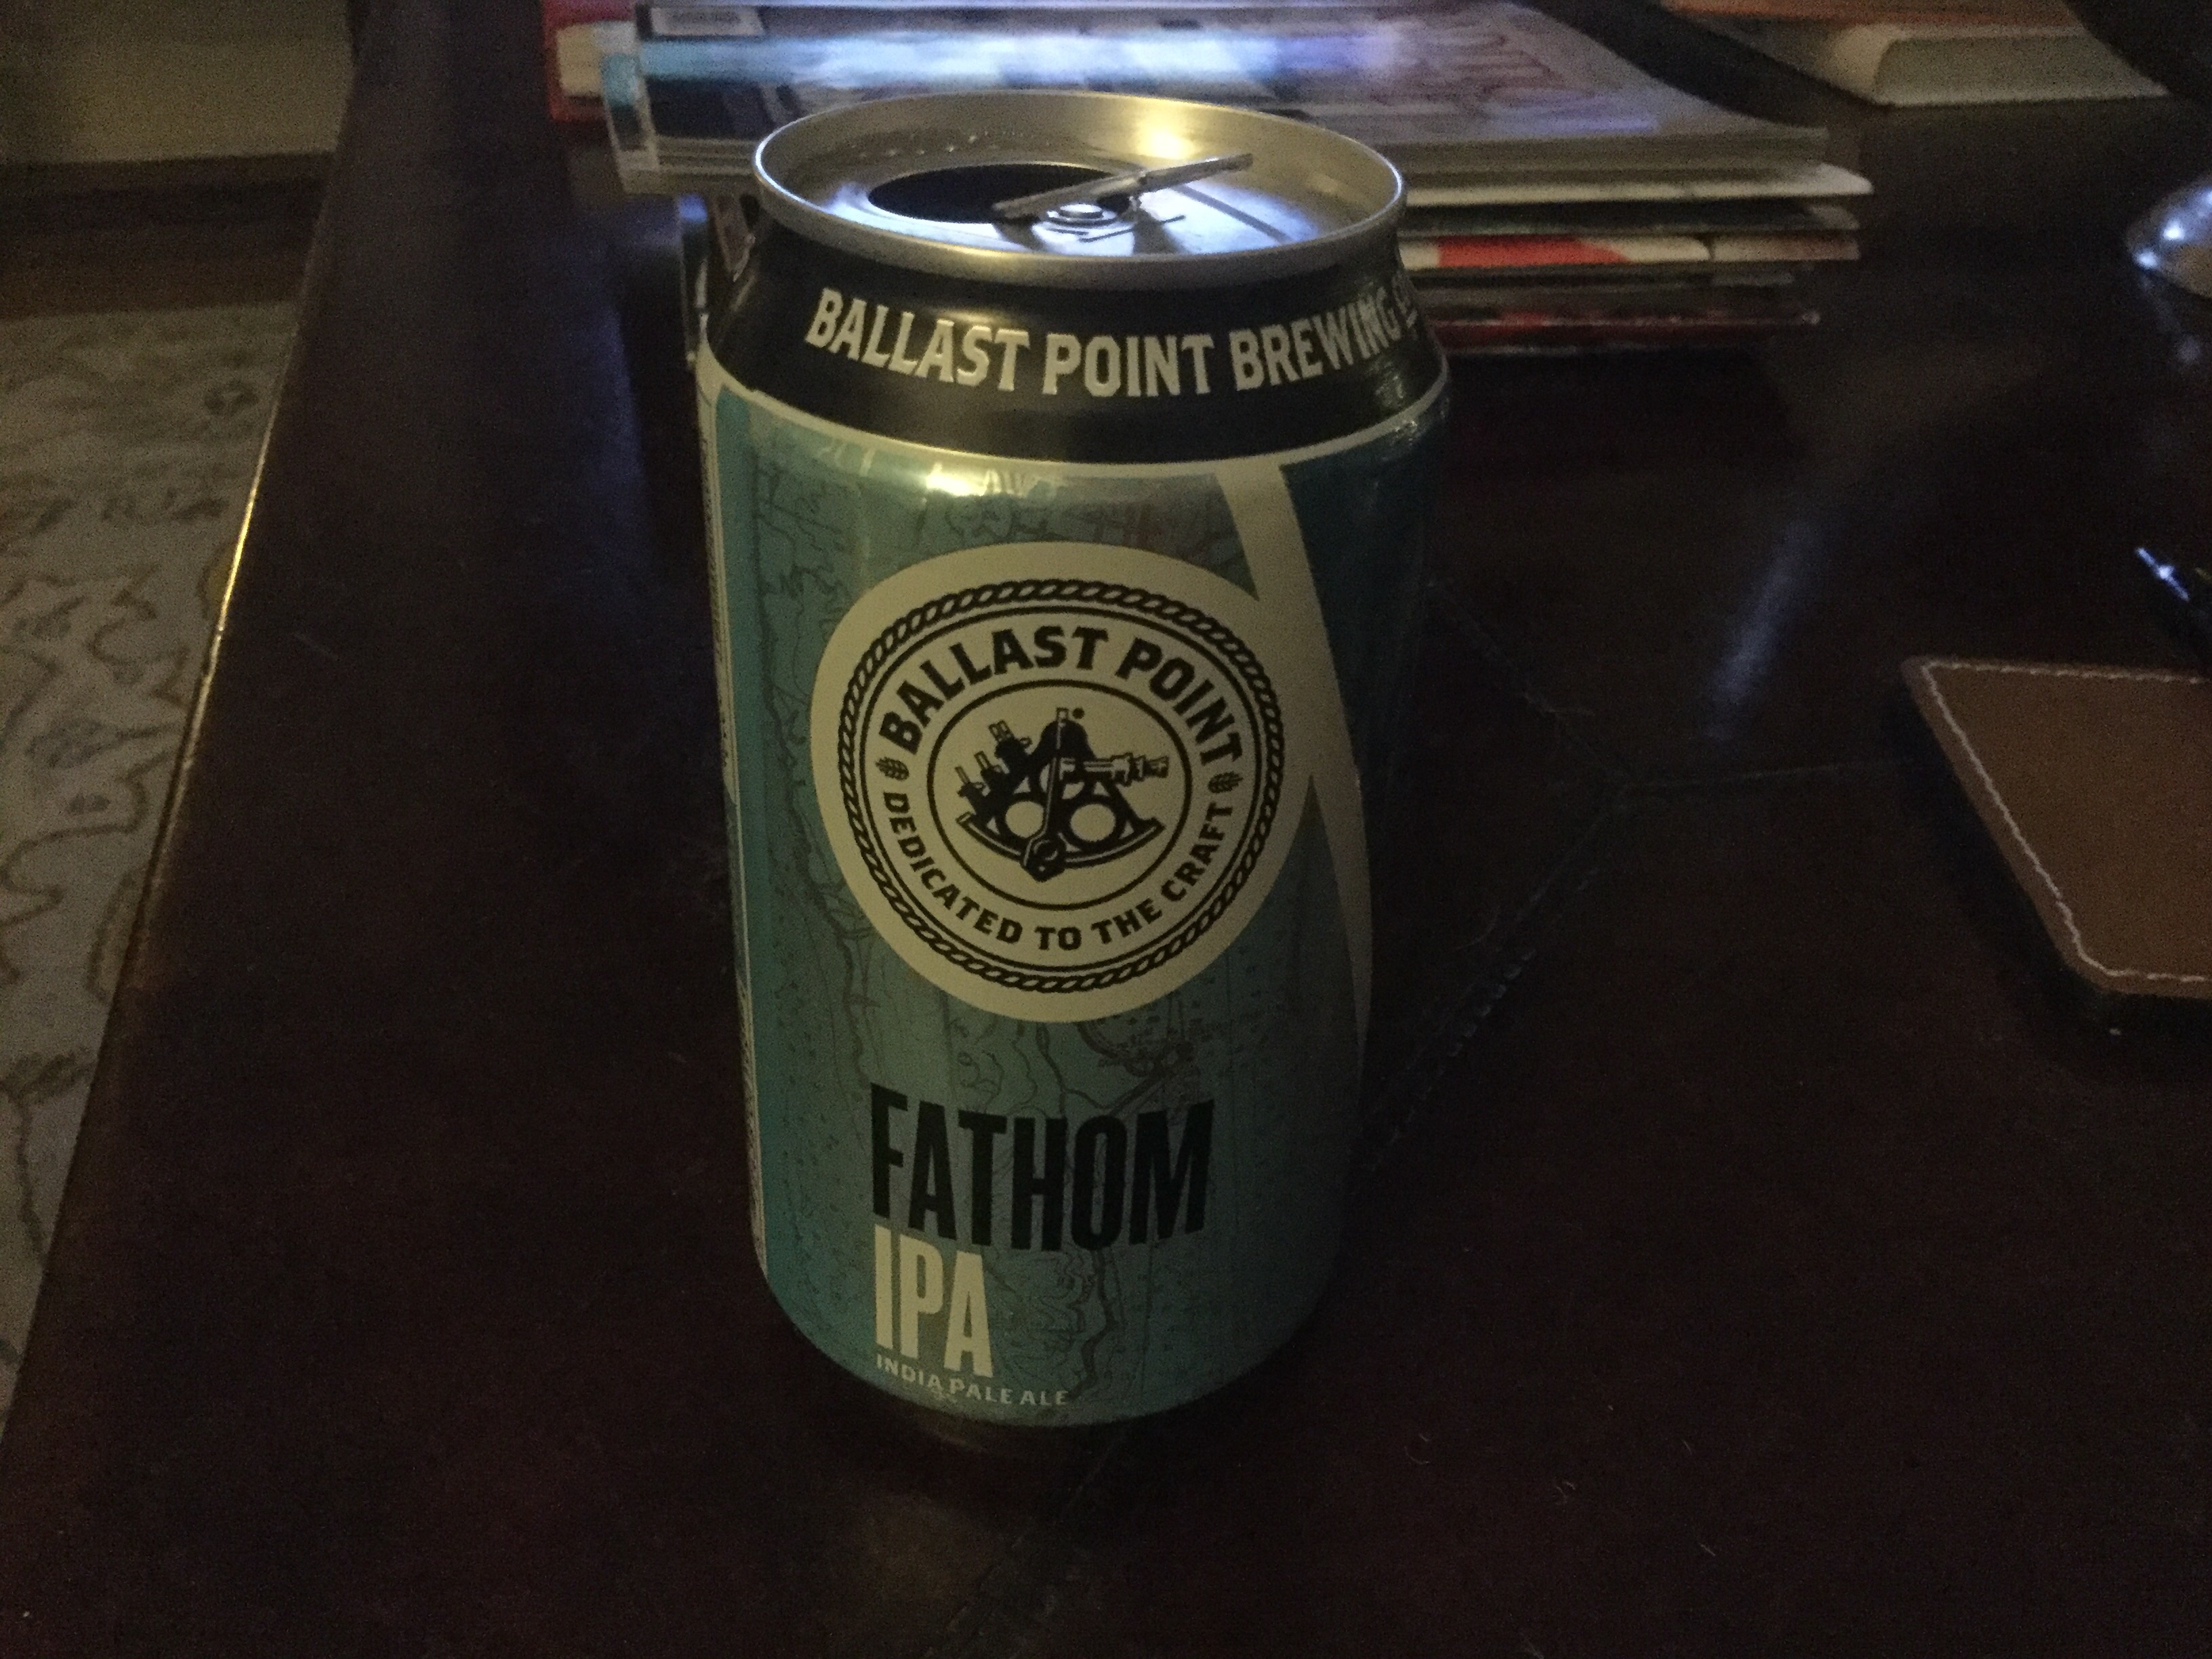 BALLAST POINT BREWING
BALLAST POINT
DEDICATED TO THE CRAFT
FATHOM
IPA
INDIA PALE ALE